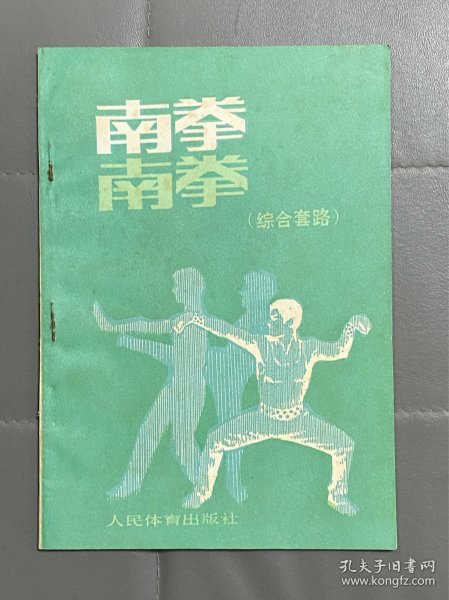 南拳
南拳
（综合套路）
人民体育出版社
孔夫子旧书网
www.kongfz.com